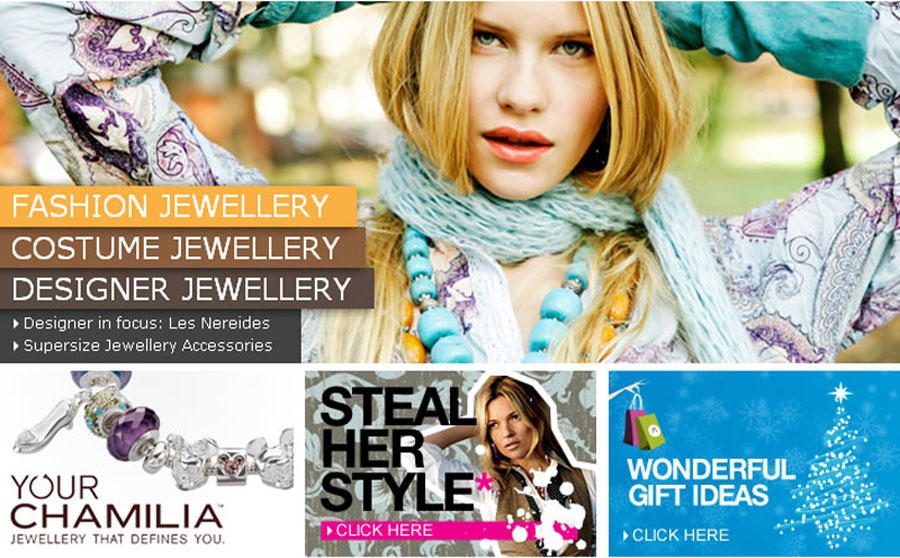 FASHION JEWELLERY
COSTUME JEWELLERY
DESIGNER JEWELLERY
Designer in focus: Les Nereides
Supersize Jewellery Accessories
YOUR
CHAMILIA™
JEWELLERY THAT DEFINES YOU.
STEAL
HER
STYLE*
CLICK HERE
WONDERFUL
GIFT IDEAS
CLICK HERE